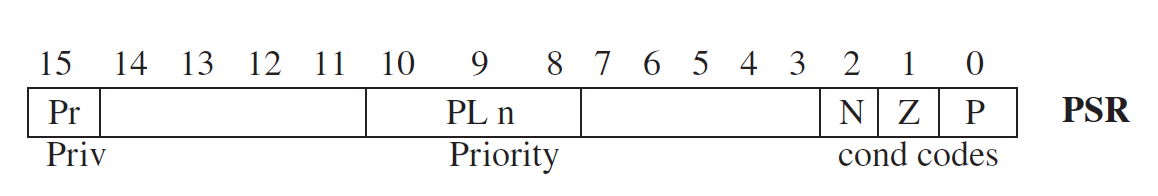 15 14 13 12 11 10 9 8 7 6 5 4 3 2 1 0
Pr PL n N Z P PSR
Priv Priority cond codes